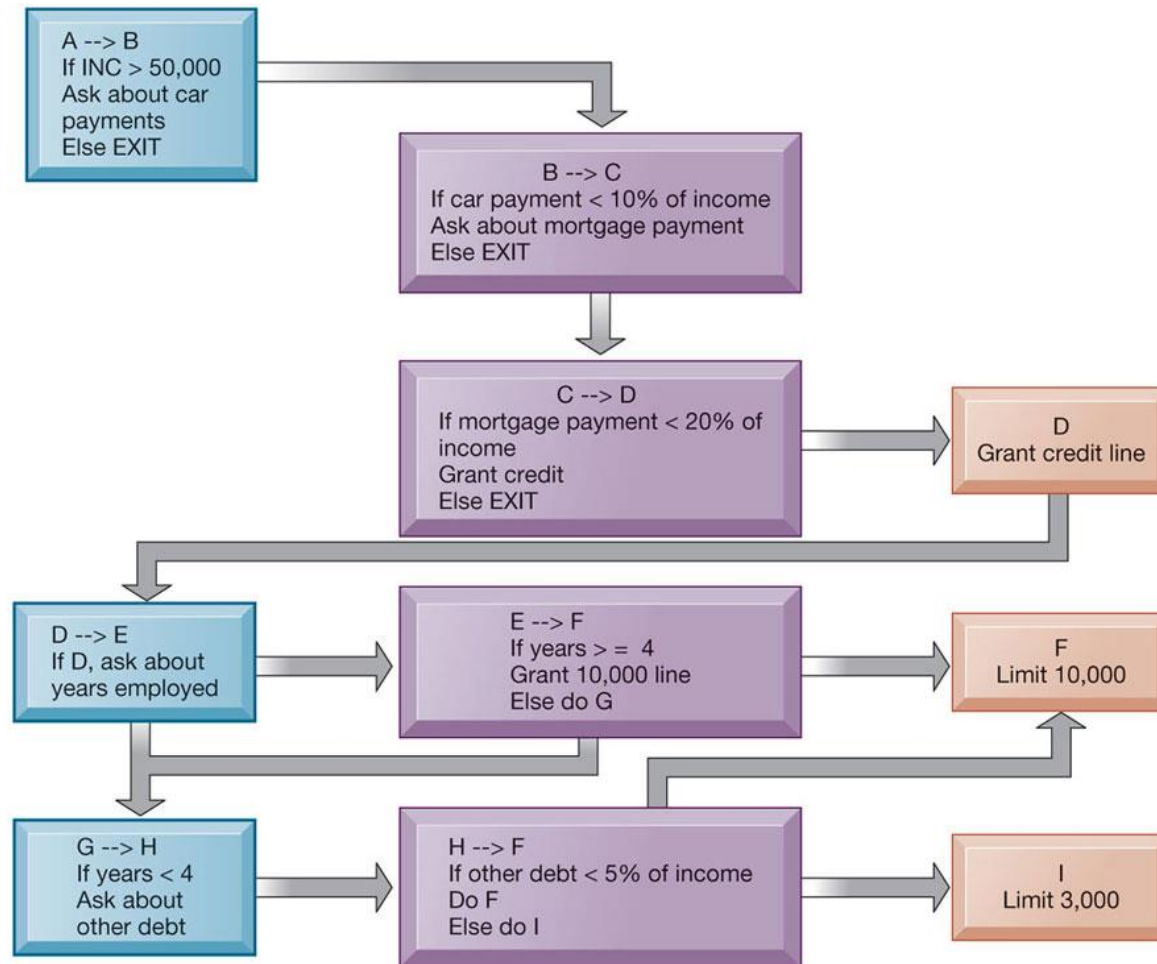 A --> B
If INC > 50,000
Ask about car
payments
Else EXIT
B --> C
If car payment < 10% of income
Ask about mortgage payment
Else EXIT
C --> D
If mortgage payment < 20% of
income
Grant credit
Else EXIT
D
Grant credit line
D --> E
If D, ask about
years employed
E --> F
If years > = 4
Grant 10,000 line
Else do G
F
Limit 10,000
G --> H
If years < 4
Ask about
other debt
H --> F
If other debt < 5% of income
Do F
Else do I
I
Limit 3,000